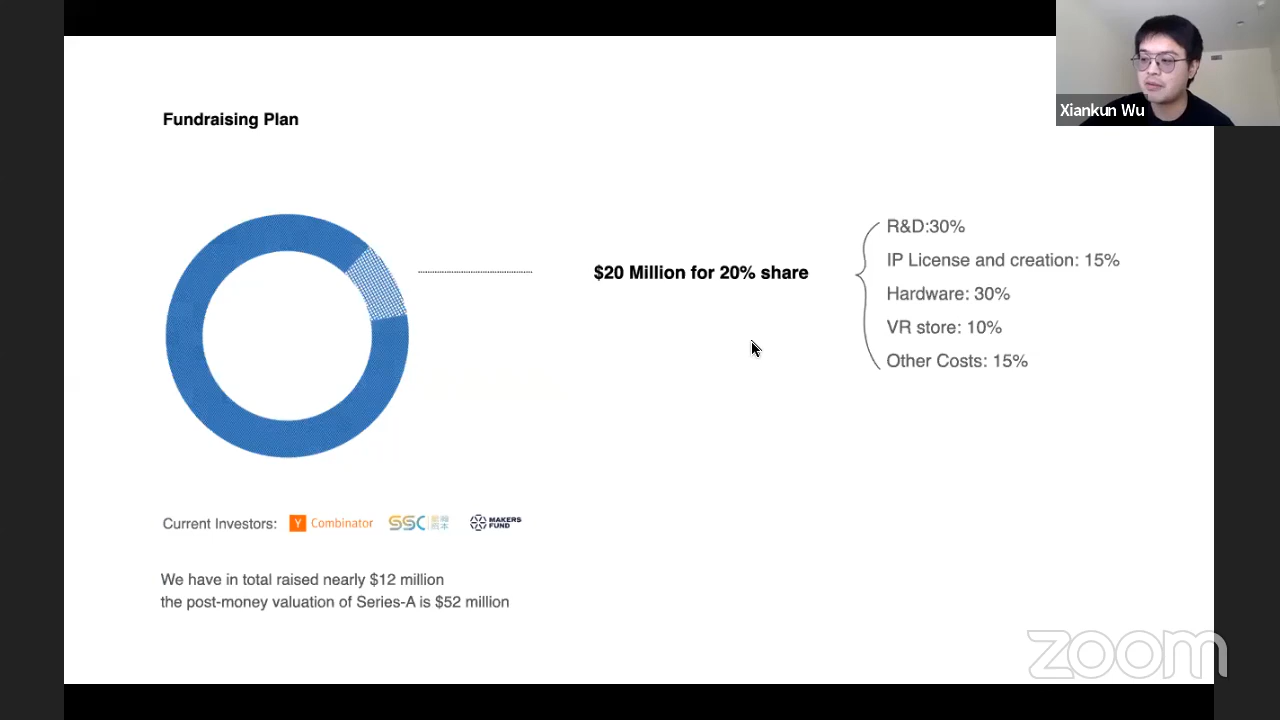 Xiankun Wu
Fundraising Plan
$20 Million for 20% share
R&D:30%
IP License and creation: 15%
Hardware: 30%
VR store: 10%
Other Costs: 15%
Current Investors: Y Combinator SSC MAKERS FUND
We have in total raised nearly $12 million
the post-money valuation of Series-A is $52 million
zoom